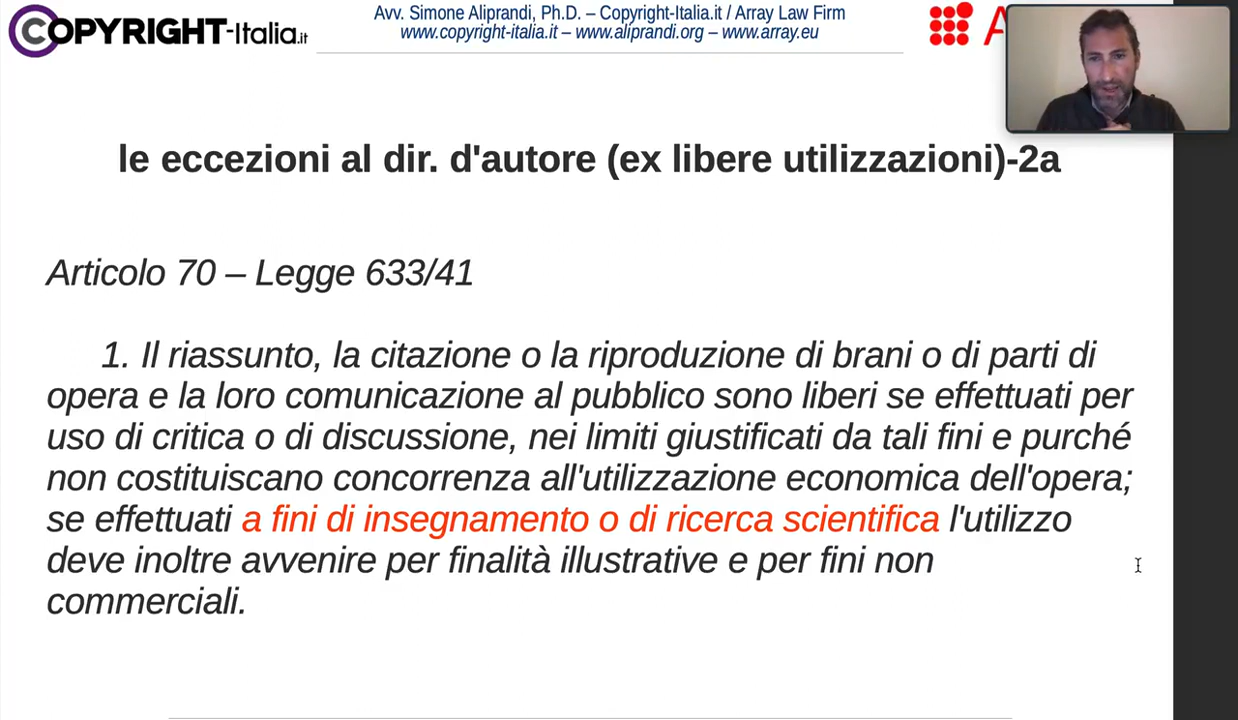 COPYRIGHT-Italia.it
Avv. Simone Aliprandi, Ph.D. – Copyright-Italia.it / Array Law Firm
www.copyright-italia.it – www.aliprandi.org – www.array.eu
le eccezioni al dir. d'autore (ex libere utilizzazioni)-2a
Articolo 70 – Legge 633/41
1. Il riassunto, la citazione o la riproduzione di brani o di parti di
opera e la loro comunicazione al pubblico sono liberi se effettuati per
uso di critica o di discussione, nei limiti giustificati da tali fini e purché
non costituiscano concorrenza all'utilizzazione economica dell'opera;
se effettuati a fini di insegnamento o di ricerca scientifica l'utilizzo
deve inoltre avvenire per finalità illustrative e per fini non
commerciali.